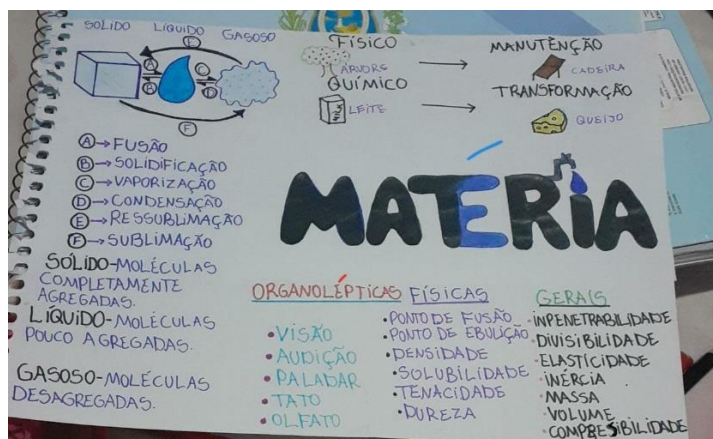 SÓLIDO LÍQUIDO GASOSO
E
A
B
C
D
F
A → FUSÃO
B → SOLIDIFICAÇÃO
C → VAPORIZAÇÃO
D → CONDENSAÇÃO
E → RESSUBLIMAÇÃO
F → SUBLIMAÇÃO
SÓLIDO-MOLÉCULAS
COMPLETAMENTE
AGREGADAS.
LÍQUIDO-MOLÉCULAS
POUCO AGREGADAS.
GASOSO-MOLÉCULAS
DESAGREGADAS.
FÍSICO
ÁRVORE
MANUTÊNÇÃO
CADEIRA
QUÍMICO
LEITE
TRANSFORMAÇÃO
QUEIJO
MATÉRIA
ORGANOLÉPTICAS
•VISÃO
•AUDIÇÃO
•PALADAR
•TATO
•OLFATO
FÍSICAS
•PONTO DE FUSÃO
•PONTO DE EBULIÇÃO
•DENSIDADE
•SOLUBILIDADE
•TENACIDADE
•DUREZA
GERAIS
•INPENETRABILIDADE
•DIVISIBILIDADE
•ELASTICIDADE
•INÉRCIA
•MASSA
•VOLUME
•COMPRESIBILIDADE